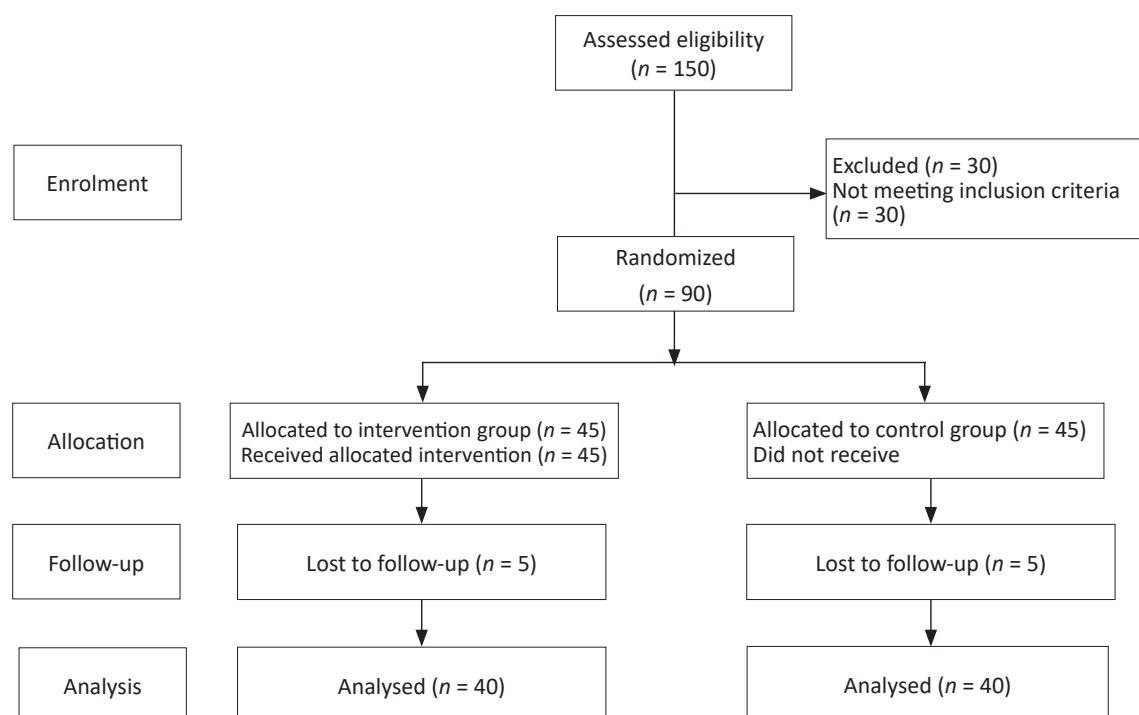 Assessed eligibility
(n = 150)
Enrolment
Excluded (n = 30)
Not meeting inclusion criteria
(n = 30)
Randomized
(n = 90)
Allocation
Allocated to intervention group (n = 45)
Received allocated intervention (n = 45)
Allocated to control group (n = 45)
Did not receive
Follow-up
Lost to follow-up (n = 5)
Lost to follow-up (n = 5)
Analysis
Analysed (n = 40)
Analysed (n = 40)